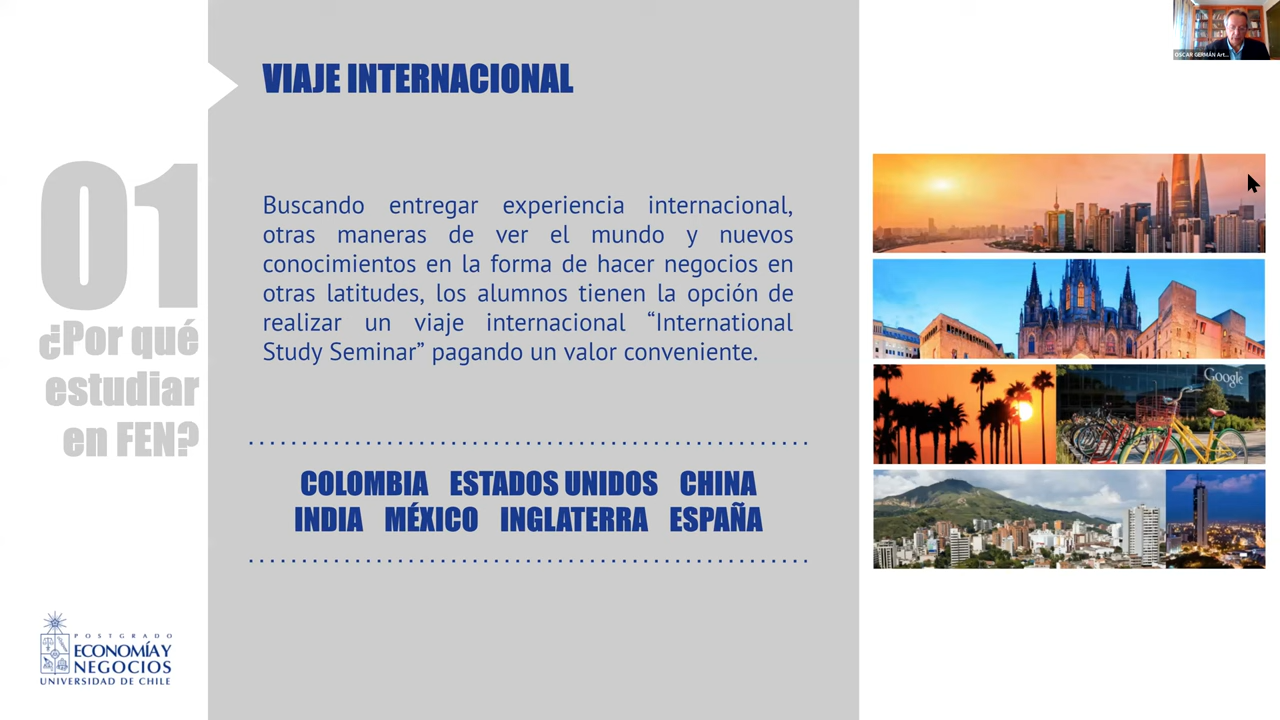 VIAJE INTERNACIONAL
01
¿Por qué
estudiar
en FEN?
Buscando entregar experiencia internacional,
otras maneras de ver el mundo y nuevos
conocimientos en la forma de hacer negocios en
otras latitudes, los alumnos tienen la opción de
realizar un viaje internacional “International
Study Seminar” pagando un valor conveniente.
COLOMBIA ESTADOS UNIDOS CHINA
INDIA MÉXICO INGLATERRA ESPAÑA
POSTGRADO
ECONOMÍA Y
NEGOCIOS
UNIVERSIDAD DE CHILE
OSCAR GERMÁN Art...
Google